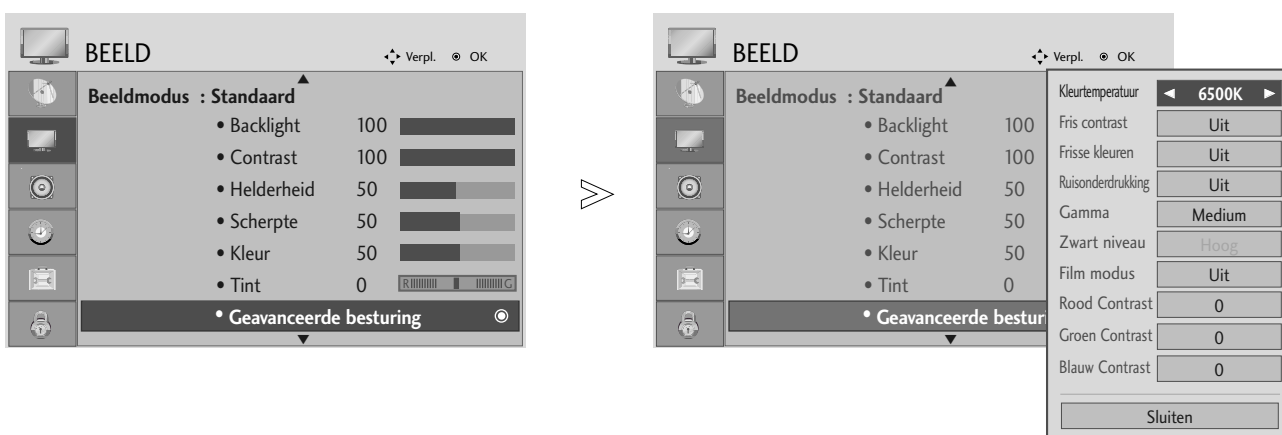 BEELD
Verpl. OK
Beeldmodus : Standaard
• Backlight 100
• Contrast 100
• Helderheid 50
• Scherpte 50
• Kleur 50
• Tint 0 R G
• Geavanceerde besturing
BEELD
Verpl. OK
Beeldmodus : Standaard
• Backlight 100
• Contrast 100
• Helderheid 50
• Scherpte 50
• Kleur 50
• Tint 0
• Geavanceerde bestur
Kleurtemperatuur 6500K
Fris contrast Uit
Frisse kleuren Uit
Ruisonderdrukking Uit
Gamma Medium
Zwart niveau Hoog
Film modus Uit
Rood Contrast 0
Groen Contrast 0
Blauw Contrast 0
Sluiten